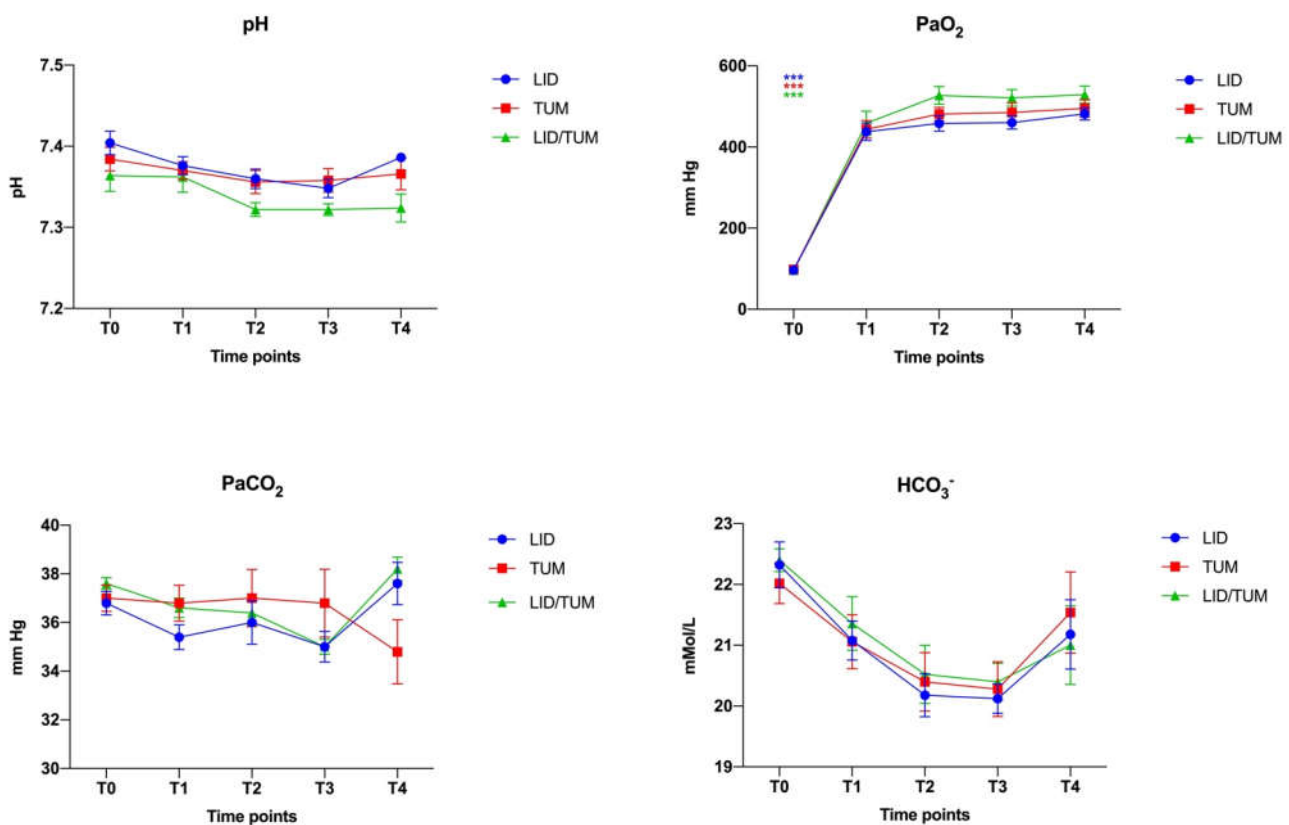 pH
7.5
7.4
7.3
7.2
pH
T0 T1 T2 T3 T4
Time points
LID
TUM
LID/TUM
PaO2
600
400
200
0
mm Hg
***
***
***
T0 T1 T2 T3 T4
Time points
LID
TUM
LID/TUM
PaCO2
40
38
36
34
32
30
mm Hg
T0 T1 T2 T3 T4
Time points
LID
TUM
LID/TUM
HCO3-
23
22
21
20
19
mMol/L
T0 T1 T2 T3 T4
Time points
LID
TUM
LID/TUM